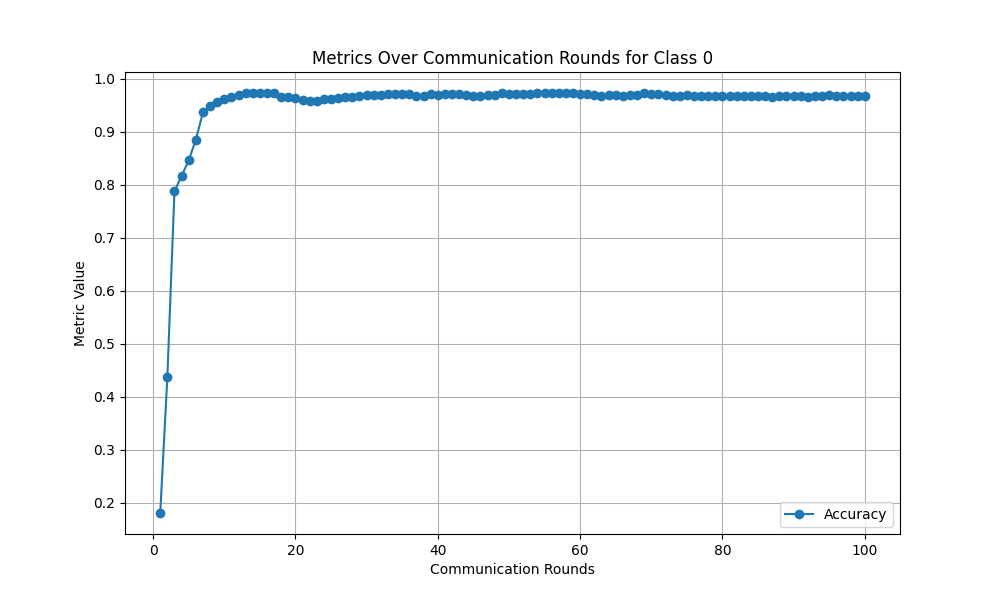 Metrics Over Communication Rounds for Class 0
Metric Value
1.0
0.9
0.8
0.7
0.6
0.5
0.4
0.3
0.2
Accuracy
0 20 40 60 80 100
Communication Rounds